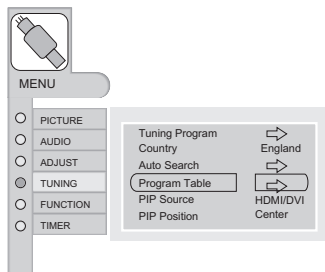 MENU
PICTURE
AUDIO
ADJUST
TUNING
FUNCTION
TIMER
Tuning Program
Country England
Auto Search
Program Table
PIP Source HDMI/DVI
PIP Position Center